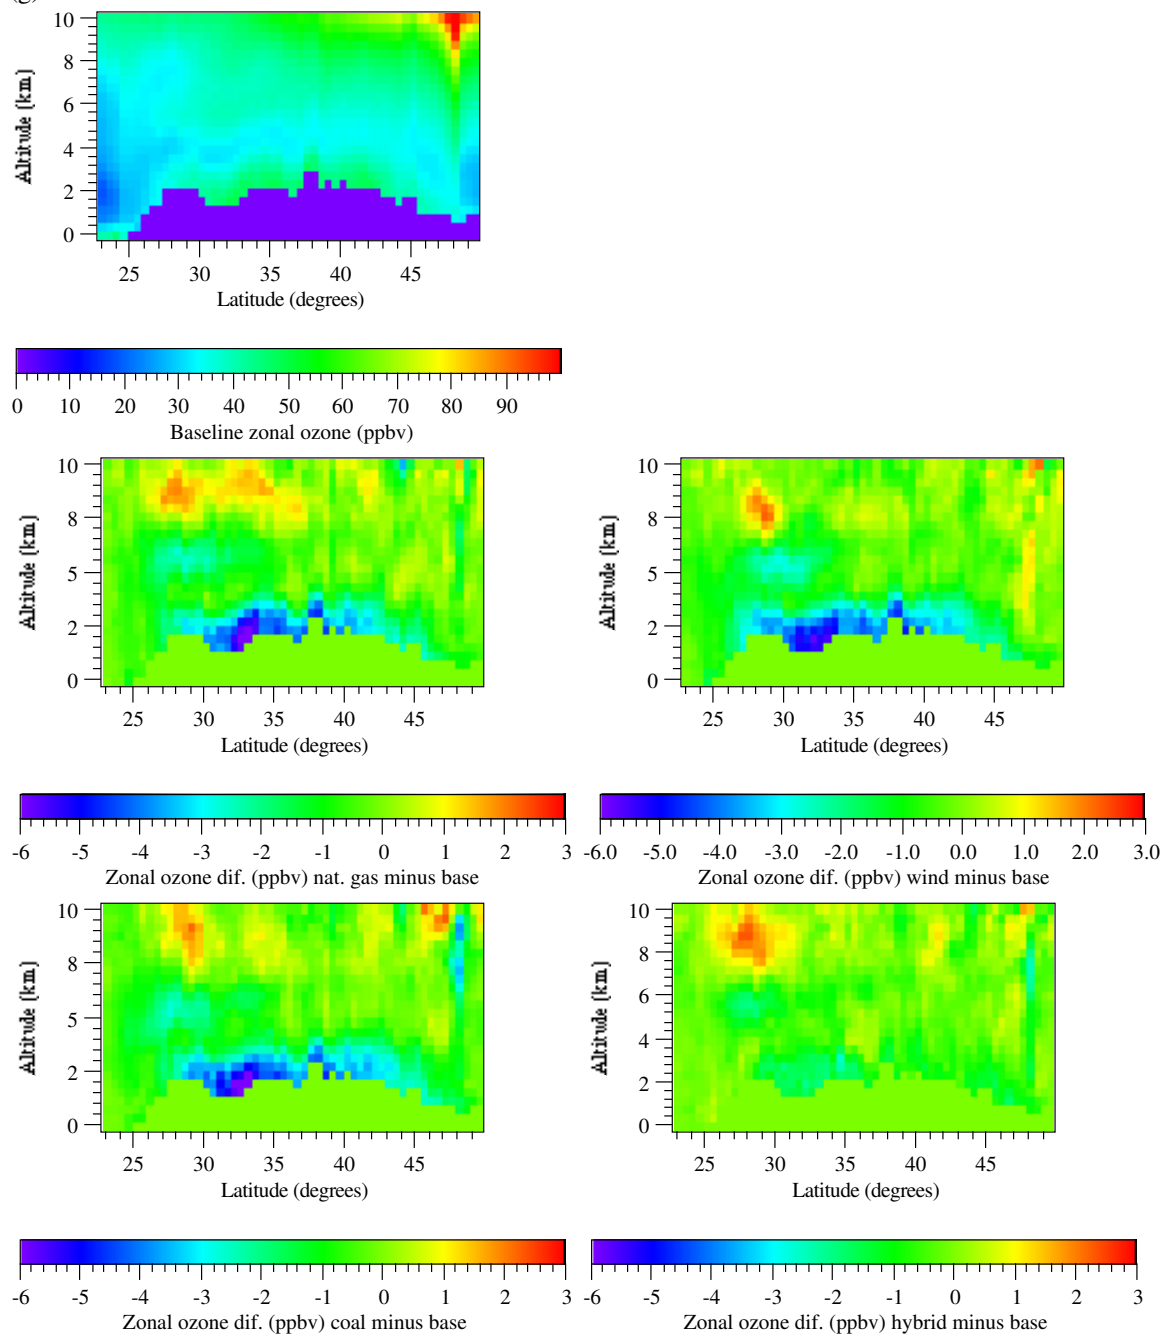 10
8
6
4
2
0
Altitude (km)
25 30 35 40 45
Latitude (degrees)
0 10 20 30 40 50 60 70 80 90
Baseline zonal ozone (ppbv)
10
8
5
2
0
Altitude (km)
25 30 35 40 45
Latitude (degrees)
-6 -5 -4 -3 -2 -1 0 1 2 3
Zonal ozone dif. (ppbv) nat. gas minus base
10
8
5
2
0
Altitude (km)
25 30 35 40 45
Latitude (degrees)
-6.0 -5.0 -4.0 -3.0 -2.0 -1.0 0.0 1.0 2.0 3.0
Zonal ozone dif. (ppbv) wind minus base
10
8
5
2
0
Altitude (km)
25 30 35 40 45
Latitude (degrees)
-6 -5 -4 -3 -2 -1 0 1 2 3
Zonal ozone dif. (ppbv) coal minus base
10
8
6
4
2
0
Altitude (km)
25 30 35 40 45
Latitude (degrees)
-6 -5 -4 -3 -2 -1 0 1 2 3
Zonal ozone dif. (ppbv) hybrid minus base